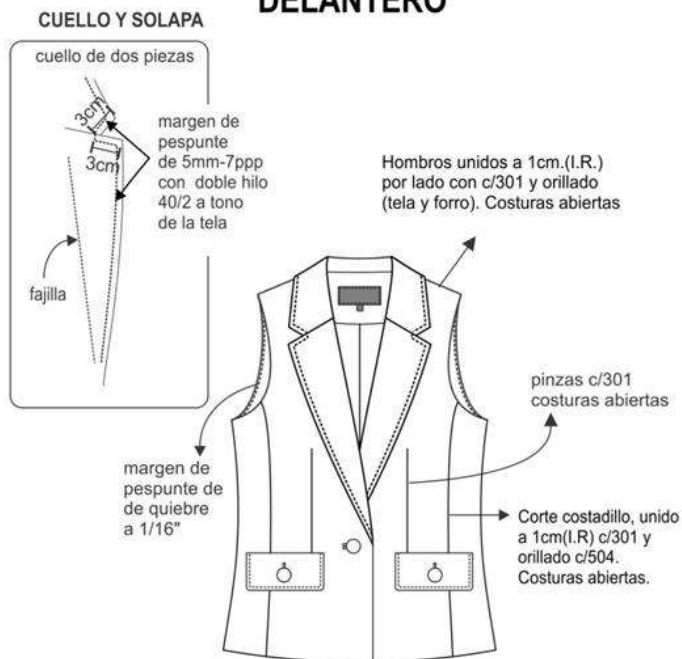 DELANTERO
CUELLO Y SOLAPA
cuello de dos piezas
3cm
3cm
margen de
pespunte
de 5mm-7ppp
con doble hilo
40/2 a tono
de la tela
fajilla
Hombros unidos a 1cm.(I.R.)
por lado con c/301 y orillado
(tela y forro). Costuras abiertas
pinzas c/301
costuras abiertas
margen de
pespunte de
de quiebre
a 1/16"
Corte costadillo, unido
a 1cm(I.R) c/301 y
orillado c/504.
Costuras abiertas.